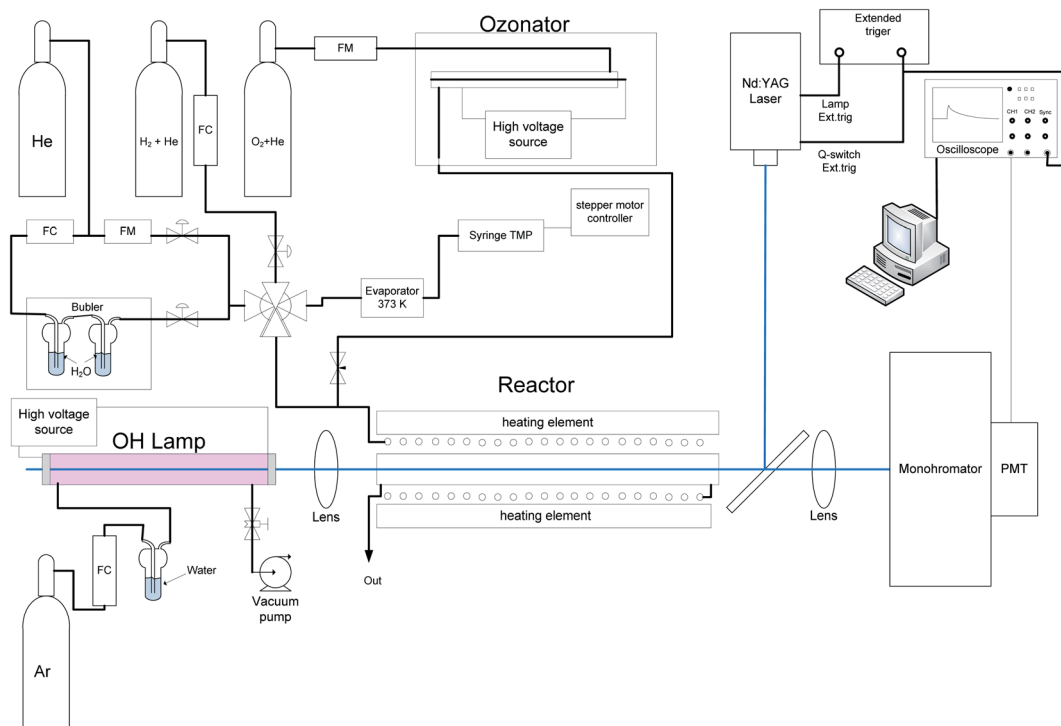 Ozonator
Extended
triger
FM
Nd:YAG
Laser
He
H₂ + He
FC
O₂+He
High voltage
source
Lamp
Ext.trig
CH1 CH2 Sync
Oscilloscope
Q-switch
Ext.trig
stepper motor
controller
FC
FM
Syringe TMP
Evaporator
373 K
Bubler
H₂O
Reactor
High voltage
source
OH Lamp
heating element
Monohromator
PMT
Lens
heating element
Lens
FC
Water
Out
Vacuum
pump
Ar